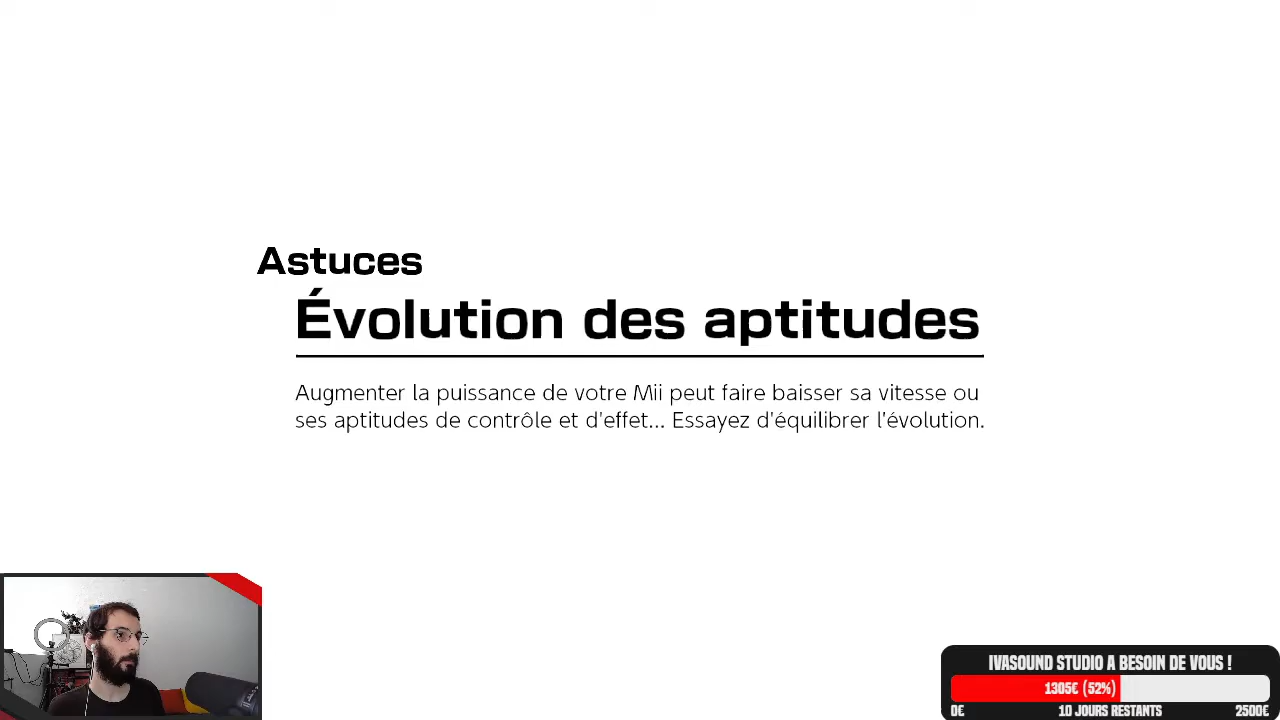 Astuces
Évolution des aptitudes
Augmenter la puissance de votre Mii peut faire baisser sa vitesse ou
ses aptitudes de contrôle et d'effet... Essayez d'équilibrer l'évolution.
IVASOUND STUDIO A BESOIN DE VOUS !
1305€ (52%)
0€ 10 JOURS RESTANTS 2500€